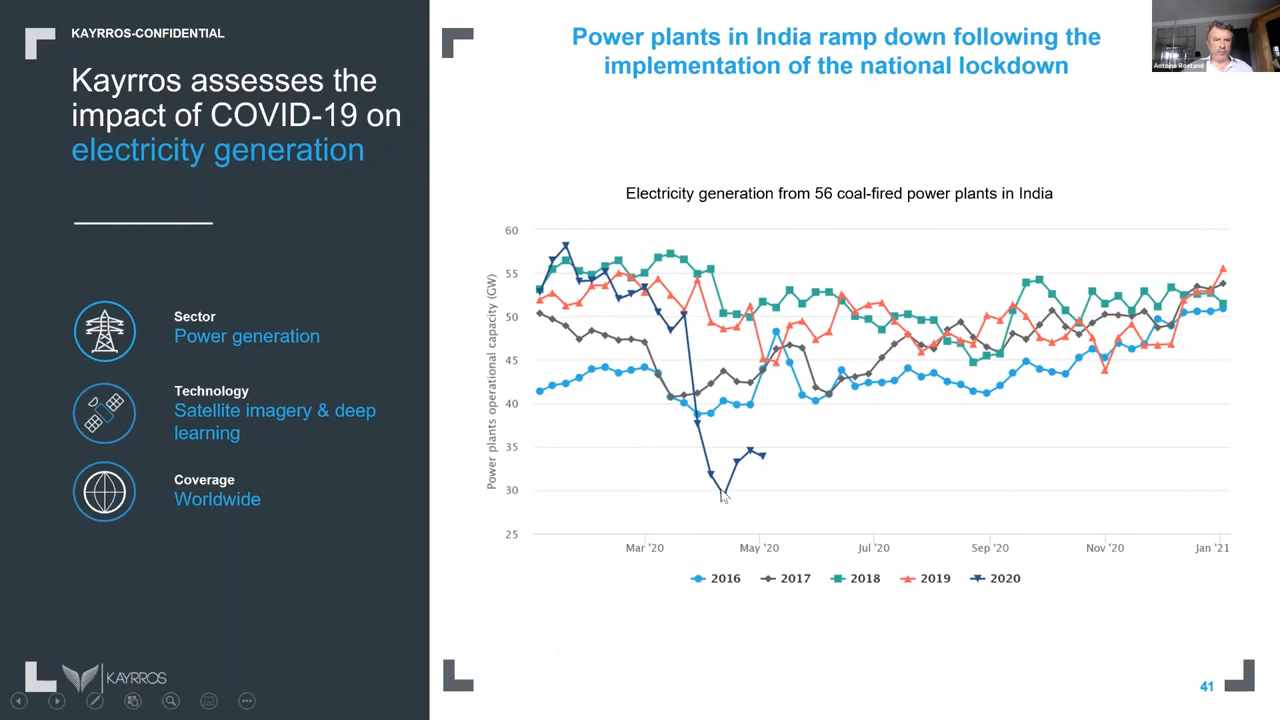 KAYRROS-CONFIDENTIAL
Kayrros assesses the
impact of COVID-19 on
electricity generation
Sector
Power generation
Technology
Satellite imagery & deep
learning
Coverage
Worldwide
KAYRROS
Power plants in India ramp down following the
implementation of the national lockdown
Antoine Rostand
Electricity generation from 56 coal-fired power plants in India
Power plants operational capacity (GW)
60
55
50
45
40
35
30
25
Mar '20 May '20 Jul '20 Sep '20 Nov '20 Jan '21
2016 2017 2018 2019 2020
41